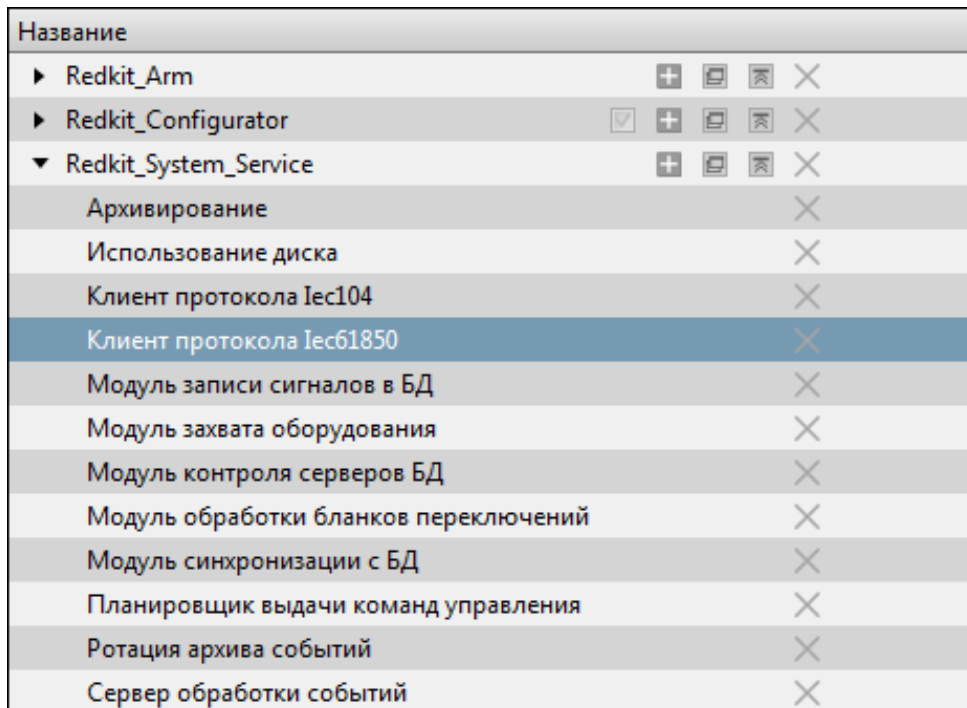 Название
Redkit_Arm
Redkit_Configurator
Redkit_System_Service
Архивирование
Использование диска
Клиент протокола Iec104
Клиент протокола Iec61850
Модуль записи сигналов в БД
Модуль захвата оборудования
Модуль контроля серверов БД
Модуль обработки бланков переключений
Модуль синхронизации с БД
Планировщик выдачи команд управления
Ротация архива событий
Сервер обработки событий